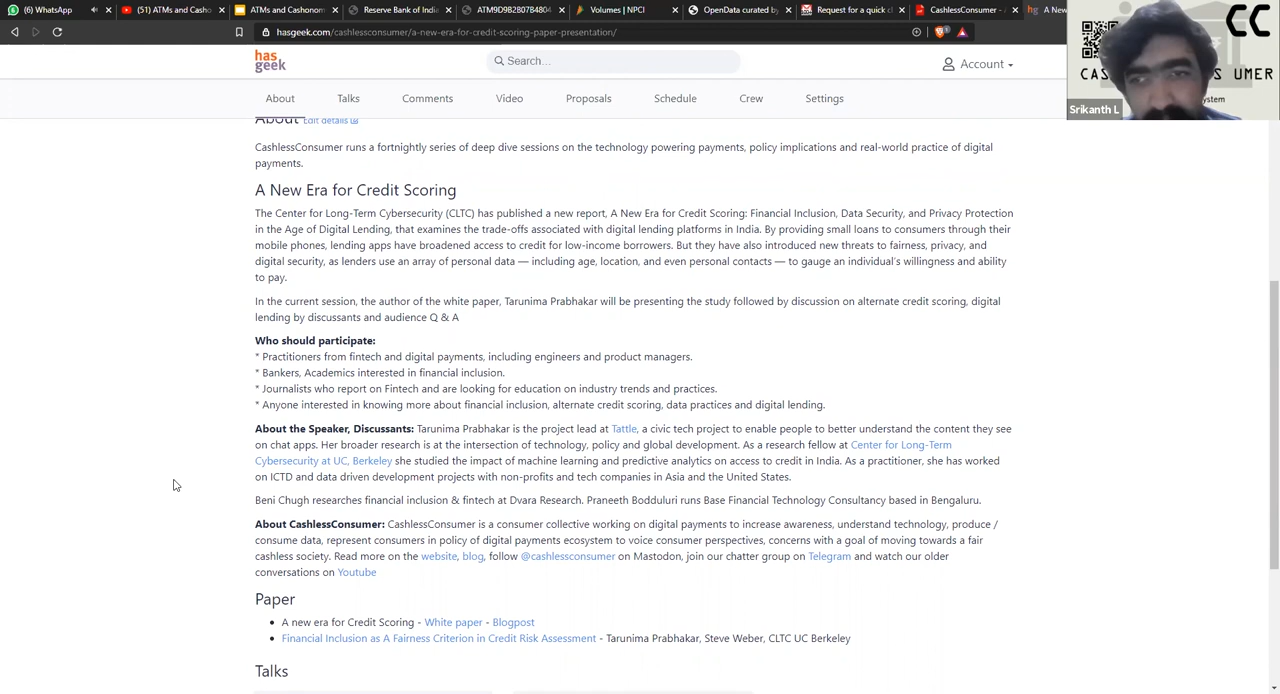 (6) WhatsApp
(51) ATMs and Casho
ATMs and Cashonom
Reserve Bank of India
ATM9D9B2807B4804
Volumes | NPCI
OpenData curated by
Request for a quick c
CashlessConsumer - A
A New
hasgeek.com/cashlessconsumer/a-new-era-for-credit-scoring-paper-presentation/
CC
UMER
ystem
Srikanth L
has
geek
Search...
Account
About
Talks
Comments
Video
Proposals
Schedule
Crew
Settings
About Edit details
CashlessConsumer runs a fortnightly series of deep dive sessions on the technology powering payments, policy implications and real-world practice of digital
payments.
A New Era for Credit Scoring
The Center for Long-Term Cybersecurity (CLTC) has published a new report, A New Era for Credit Scoring: Financial Inclusion, Data Security, and Privacy Protection
in the Age of Digital Lending, that examines the trade-offs associated with digital lending platforms in India. By providing small loans to consumers through their
mobile phones, lending apps have broadened access to credit for low-income borrowers. But they have also introduced new threats to fairness, privacy, and
digital security, as lenders use an array of personal data — including age, location, and even personal contacts — to gauge an individual's willingness and ability
to pay.
In the current session, the author of the white paper, Tarunima Prabhakar will be presenting the study followed by discussion on alternate credit scoring, digital
lending by discussants and audience Q & A
Who should participate:
* Practitioners from fintech and digital payments, including engineers and product managers.
* Bankers, Academics interested in financial inclusion.
* Journalists who report on Fintech and are looking for education on industry trends and practices.
* Anyone interested in knowing more about financial inclusion, alternate credit scoring, data practices and digital lending.
About the Speaker, Discussants: Tarunima Prabhakar is the project lead at Tattle, a civic tech project to enable people to better understand the content they see
on chat apps. Her broader research is at the intersection of technology, policy and global development. As a research fellow at Center for Long-Term
Cybersecurity at UC, Berkeley she studied the impact of machine learning and predictive analytics on access to credit in India. As a practitioner, she has worked
on ICTD and data driven development projects with non-profits and tech companies in Asia and the United States.
Beni Chugh researches financial inclusion & fintech at Dvara Research. Praneeth Bodduluri runs Base Financial Technology Consultancy based in Bengaluru.
About CashlessConsumer: CashlessConsumer is a consumer collective working on digital payments to increase awareness, understand technology, produce /
consume data, represent consumers in policy of digital payments ecosystem to voice consumer perspectives, concerns with a goal of moving towards a fair
cashless society. Read more on the website, blog, follow @cashlessconsumer on Mastodon, join our chatter group on Telegram and watch our older
conversations on Youtube
Paper
A new era for Credit Scoring - White paper - Blogpost
Financial Inclusion as A Fairness Criterion in Credit Risk Assessment - Tarunima Prabhakar, Steve Weber, CLTC UC Berkeley
Talks